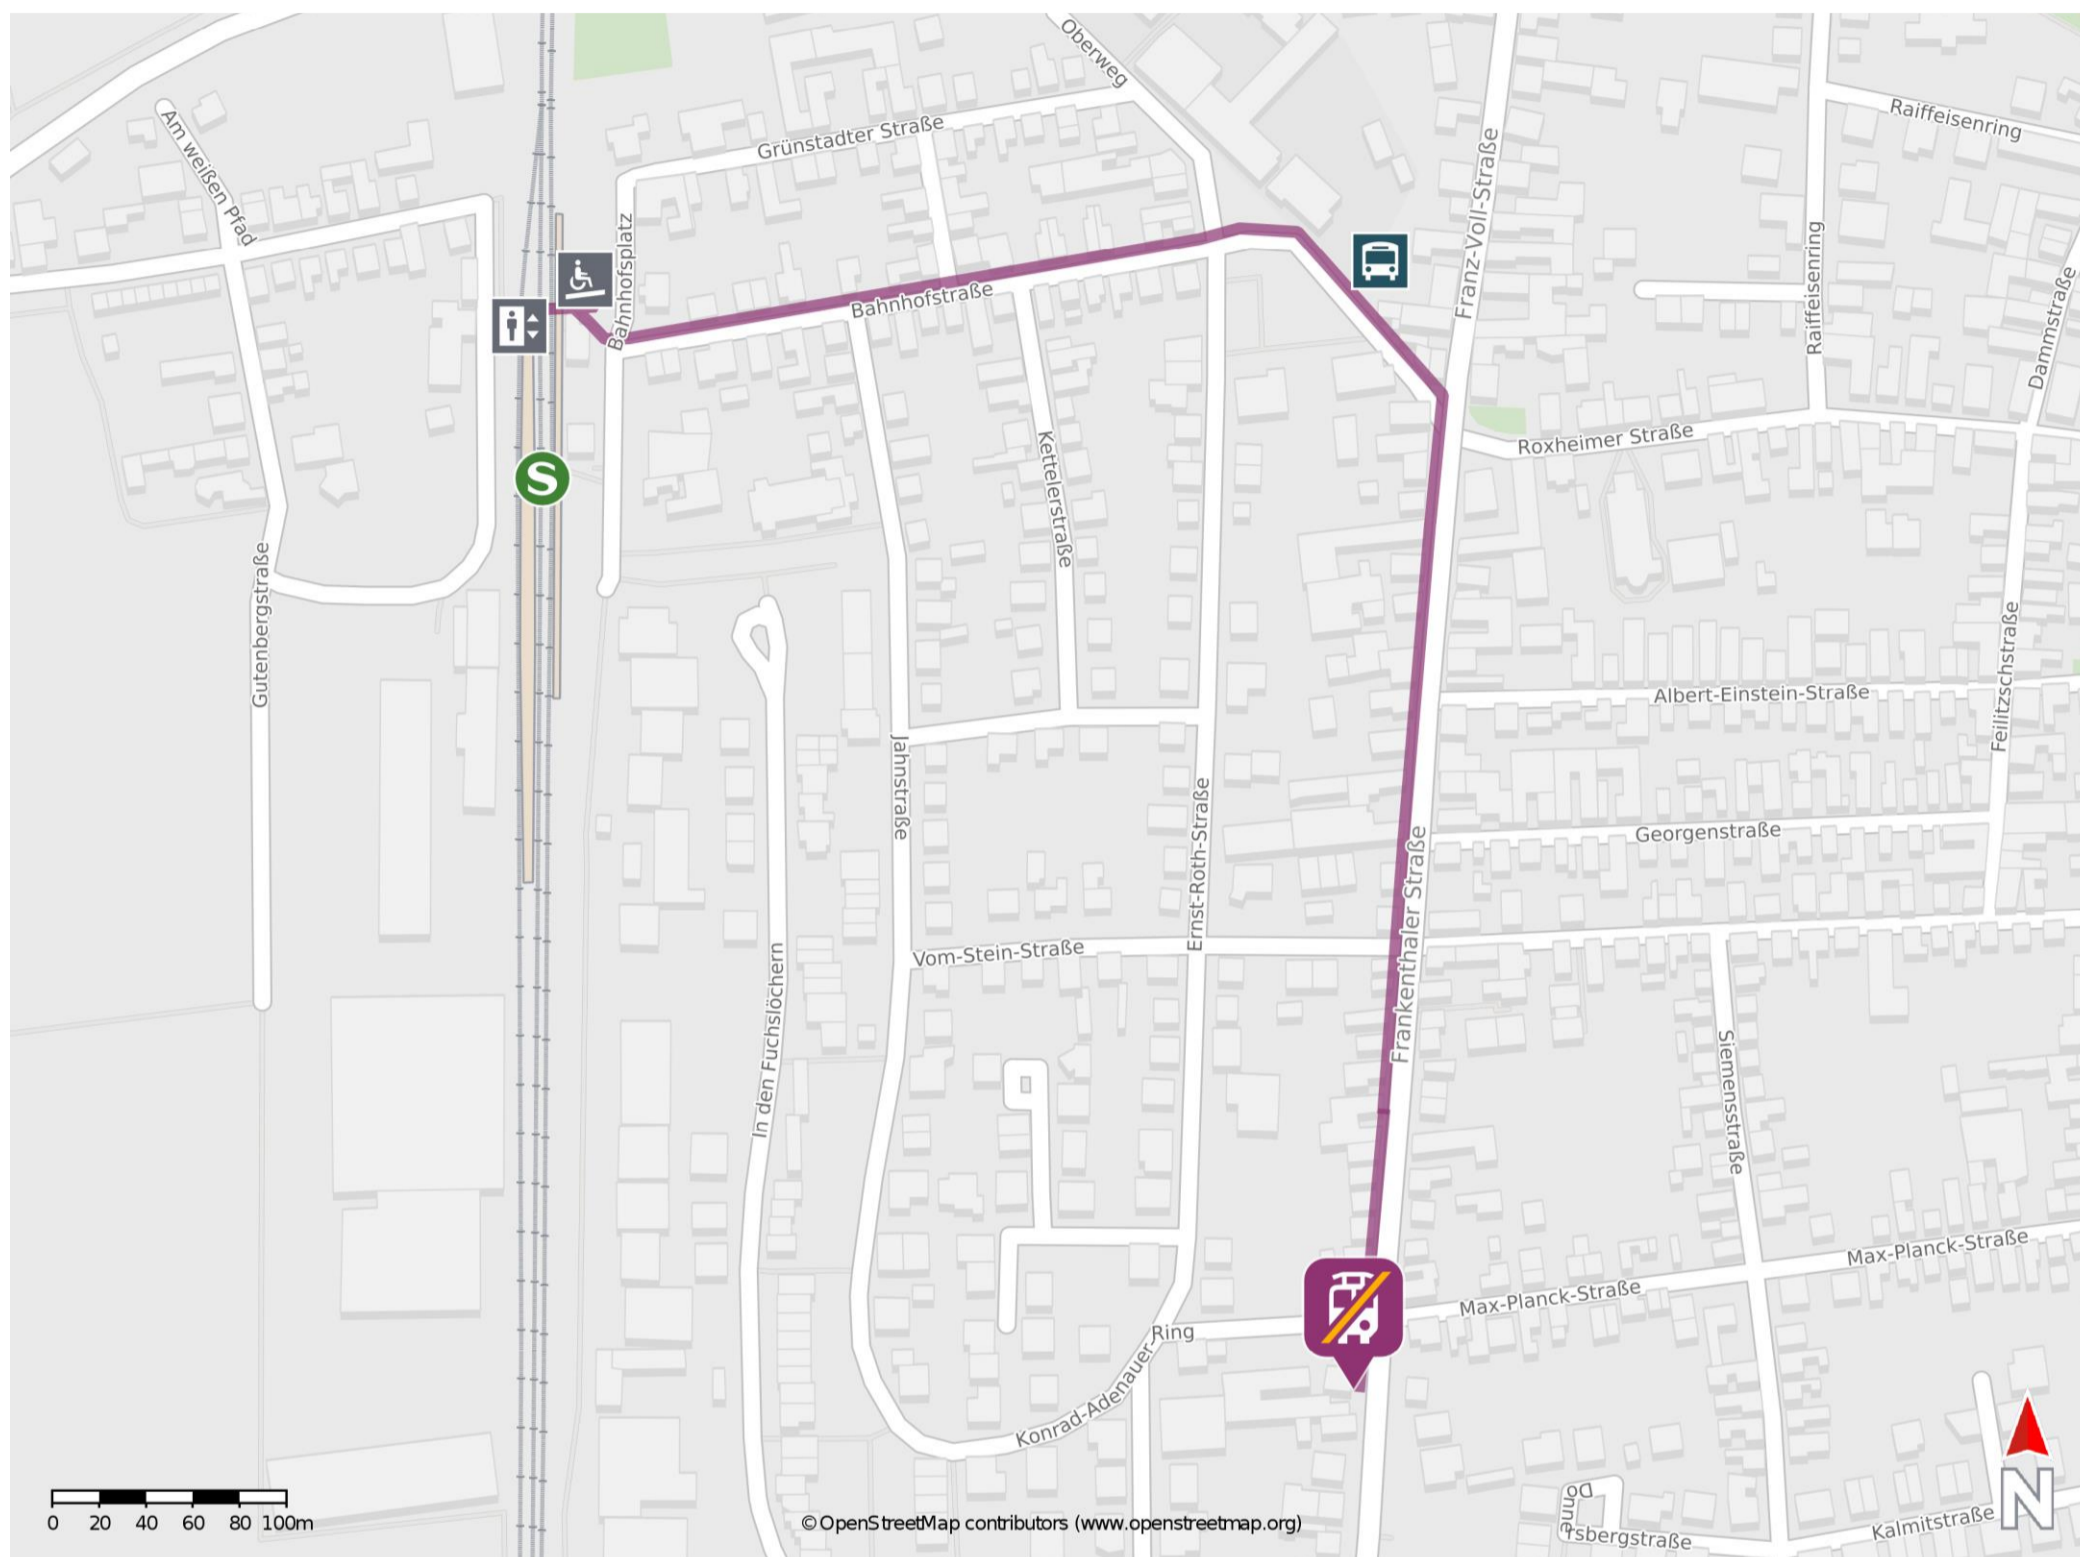 Oberweg
Raiffeisenring
Grünstadter Straße
Am weißen Pfad
Franz-Voll-Straße
Bahnhofsplatz
Raiffeisenring
Dammstraße
Bahnhofstraße
S
Roxheimer Straße
Kettelerstraße
Gutenbergstraße
Feilitzschstraße
Albert-Einstein-Straße
Jahnstraße
Ernst-Roth-Straße
Georgenstraße
Frankenthaler Straße
Vom-Stein-Straße
In den Fuchslöchern
Siemensstraße
Max-Planck-Straße
Max-Planck-Straße
Konrad-Adenauer-Ring
N
Donnersbergstraße
Kalmitstraße
0 20 40 60 80 100m
©OpenStreetMap contributors (www.openstreetmap.org)